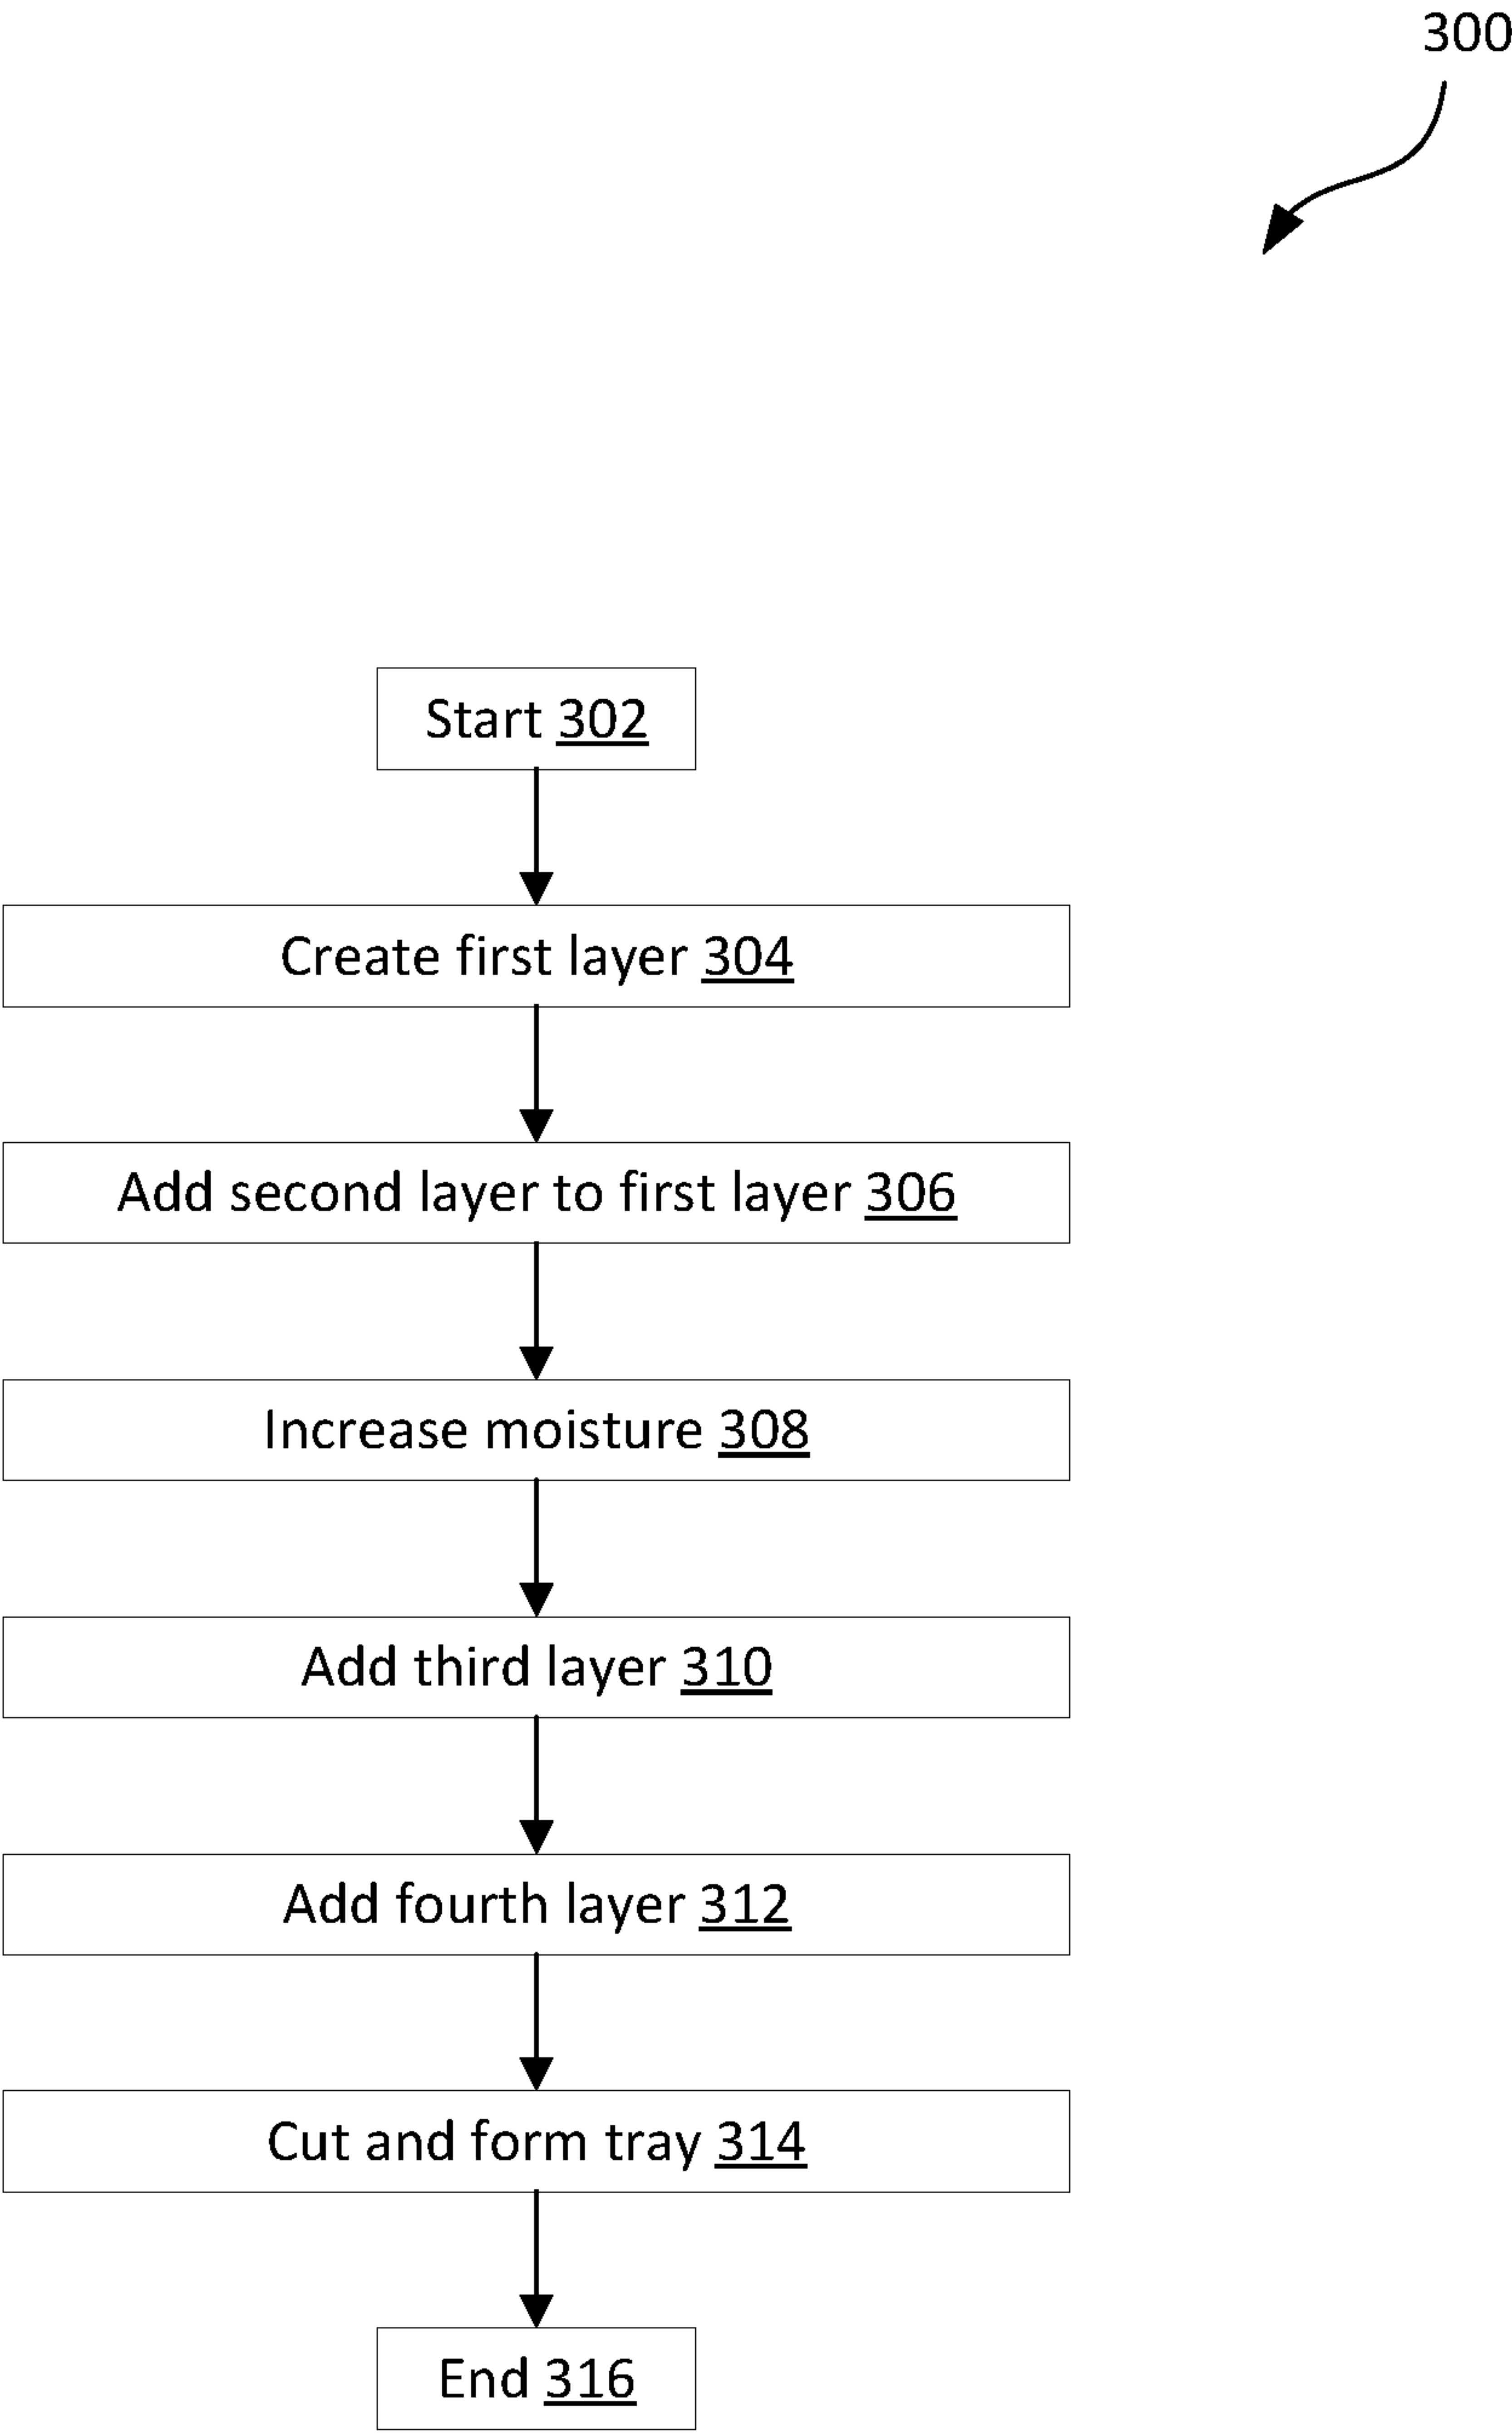 300
Start 302
Create first layer 304
Add second layer to first layer 306
Increase moisture 308
Add third layer 310
Add fourth layer 312
Cut and form tray 314
End 316